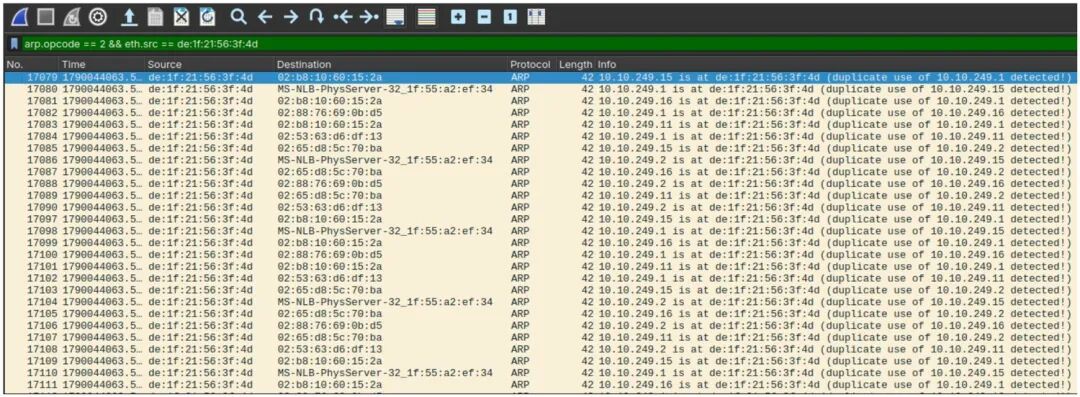 arp.opcode == 2 && eth.src == de:1f:21:56:3f:4d
No. Time Source Destination Protocol Length Info
17079 1790044063.5… de:1f:21:56:3f:4d 02:b8:10:60:15:2a ARP 42 10.10.249.15 is at de:1f:21:56:3f:4d (duplicate use of 10.10.249.1 detected!)
17080 1790044063.5… de:1f:21:56:3f:4d MS-NLB-PhysServer-32_1f:55:a2:ef:34 ARP 42 10.10.249.1 is at de:1f:21:56:3f:4d (duplicate use of 10.10.249.15 detected!)
17081 1790044063.5… de:1f:21:56:3f:4d 02:b8:10:60:15:2a ARP 42 10.10.249.16 is at de:1f:21:56:3f:4d (duplicate use of 10.10.249.1 detected!)
17082 1790044063.5… de:1f:21:56:3f:4d 02:88:76:69:0b:d5 ARP 42 10.10.249.1 is at de:1f:21:56:3f:4d (duplicate use of 10.10.249.16 detected!)
17083 1790044063.5… de:1f:21:56:3f:4d 02:b8:10:60:15:2a ARP 42 10.10.249.11 is at de:1f:21:56:3f:4d (duplicate use of 10.10.249.1 detected!)
17084 1790044063.5… de:1f:21:56:3f:4d 02:53:63:d6:df:13 ARP 42 10.10.249.1 is at de:1f:21:56:3f:4d (duplicate use of 10.10.249.11 detected!)
17085 1790044063.5… de:1f:21:56:3f:4d 02:65:d8:5c:70:ba ARP 42 10.10.249.15 is at de:1f:21:56:3f:4d (duplicate use of 10.10.249.2 detected!)
17086 1790044063.5… de:1f:21:56:3f:4d MS-NLB-PhysServer-32_1f:55:a2:ef:34 ARP 42 10.10.249.2 is at de:1f:21:56:3f:4d (duplicate use of 10.10.249.15 detected!)
17087 1790044063.5… de:1f:21:56:3f:4d 02:65:d8:5c:70:ba ARP 42 10.10.249.16 is at de:1f:21:56:3f:4d (duplicate use of 10.10.249.2 detected!)
17088 1790044063.5… de:1f:21:56:3f:4d 02:88:76:69:0b:d5 ARP 42 10.10.249.2 is at de:1f:21:56:3f:4d (duplicate use of 10.10.249.16 detected!)
17089 1790044063.5… de:1f:21:56:3f:4d 02:65:d8:5c:70:ba ARP 42 10.10.249.11 is at de:1f:21:56:3f:4d (duplicate use of 10.10.249.2 detected!)
17090 1790044063.5… de:1f:21:56:3f:4d 02:53:63:d6:df:13 ARP 42 10.10.249.2 is at de:1f:21:56:3f:4d (duplicate use of 10.10.249.11 detected!)
17097 1790044063.5… de:1f:21:56:3f:4d 02:b8:10:60:15:2a ARP 42 10.10.249.15 is at de:1f:21:56:3f:4d (duplicate use of 10.10.249.1 detected!)
17098 1790044063.5… de:1f:21:56:3f:4d MS-NLB-PhysServer-32_1f:55:a2:ef:34 ARP 42 10.10.249.1 is at de:1f:21:56:3f:4d (duplicate use of 10.10.249.15 detected!)
17099 1790044063.5… de:1f:21:56:3f:4d 02:b8:10:60:15:2a ARP 42 10.10.249.16 is at de:1f:21:56:3f:4d (duplicate use of 10.10.249.1 detected!)
17100 1790044063.5… de:1f:21:56:3f:4d 02:88:76:69:0b:d5 ARP 42 10.10.249.1 is at de:1f:21:56:3f:4d (duplicate use of 10.10.249.16 detected!)
17101 1790044063.5… de:1f:21:56:3f:4d 02:b8:10:60:15:2a ARP 42 10.10.249.11 is at de:1f:21:56:3f:4d (duplicate use of 10.10.249.1 detected!)
17102 1790044063.5… de:1f:21:56:3f:4d 02:53:63:d6:df:13 ARP 42 10.10.249.1 is at de:1f:21:56:3f:4d (duplicate use of 10.10.249.11 detected!)
17103 1790044063.5… de:1f:21:56:3f:4d 02:65:d8:5c:70:ba ARP 42 10.10.249.15 is at de:1f:21:56:3f:4d (duplicate use of 10.10.249.2 detected!)
17104 1790044063.5… de:1f:21:56:3f:4d MS-NLB-PhysServer-32_1f:55:a2:ef:34 ARP 42 10.10.249.2 is at de:1f:21:56:3f:4d (duplicate use of 10.10.249.15 detected!)
17105 1790044063.5… de:1f:21:56:3f:4d 02:65:d8:5c:70:ba ARP 42 10.10.249.16 is at de:1f:21:56:3f:4d (duplicate use of 10.10.249.2 detected!)
17106 1790044063.5… de:1f:21:56:3f:4d 02:88:76:69:0b:d5 ARP 42 10.10.249.2 is at de:1f:21:56:3f:4d (duplicate use of 10.10.249.16 detected!)
17107 1790044063.5… de:1f:21:56:3f:4d 02:65:d8:5c:70:ba ARP 42 10.10.249.11 is at de:1f:21:56:3f:4d (duplicate use of 10.10.249.2 detected!)
17108 1790044063.5… de:1f:21:56:3f:4d 02:53:63:d6:df:13 ARP 42 10.10.249.2 is at de:1f:21:56:3f:4d (duplicate use of 10.10.249.11 detected!)
17109 1790044063.5… de:1f:21:56:3f:4d 02:b8:10:60:15:2a ARP 42 10.10.249.15 is at de:1f:21:56:3f:4d (duplicate use of 10.10.249.1 detected!)
17110 1790044063.5… de:1f:21:56:3f:4d MS-NLB-PhysServer-32_1f:55:a2:ef:34 ARP 42 10.10.249.1 is at de:1f:21:56:3f:4d (duplicate use of 10.10.249.15 detected!)
17111 1790044063.5… de:1f:21:56:3f:4d 02:b8:10:60:15:2a ARP 42 10.10.249.16 is at de:1f:21:56:3f:4d (duplicate use of 10.10.249.1 detected!)